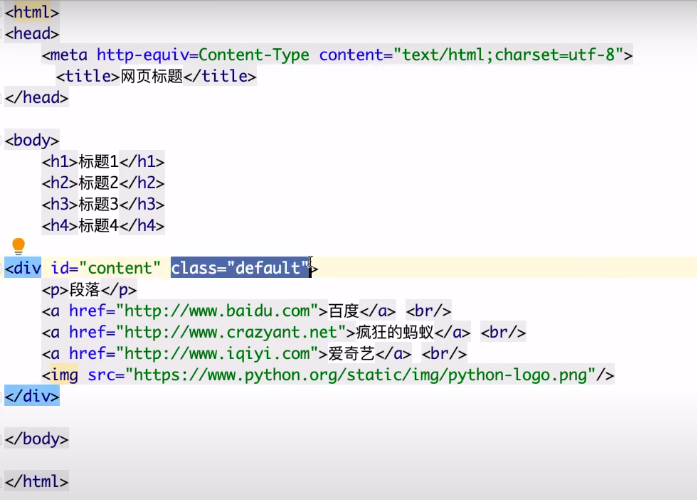 <html>
<head>
<meta http-equiv=Content-Type content="text/html;charset=utf-8">
<title>网页标题</title>
</head>
<body>
<h1>标题1</h1>
<h2>标题2</h2>
<h3>标题3</h3>
<h4>标题4</h4>
<div id="content" class="default">
<p>段落</p>
<a href="http://www.baidu.com">百度</a> <br/>
<a href="http://www.crazyant.net">疯狂的蚂蚁</a> <br/>
<a href="http://www.iqiyi.com">爱奇艺</a> <br/>
<img src="https://www.python.org/static/img/python-logo.png"/>
</div>
</body>
</html>